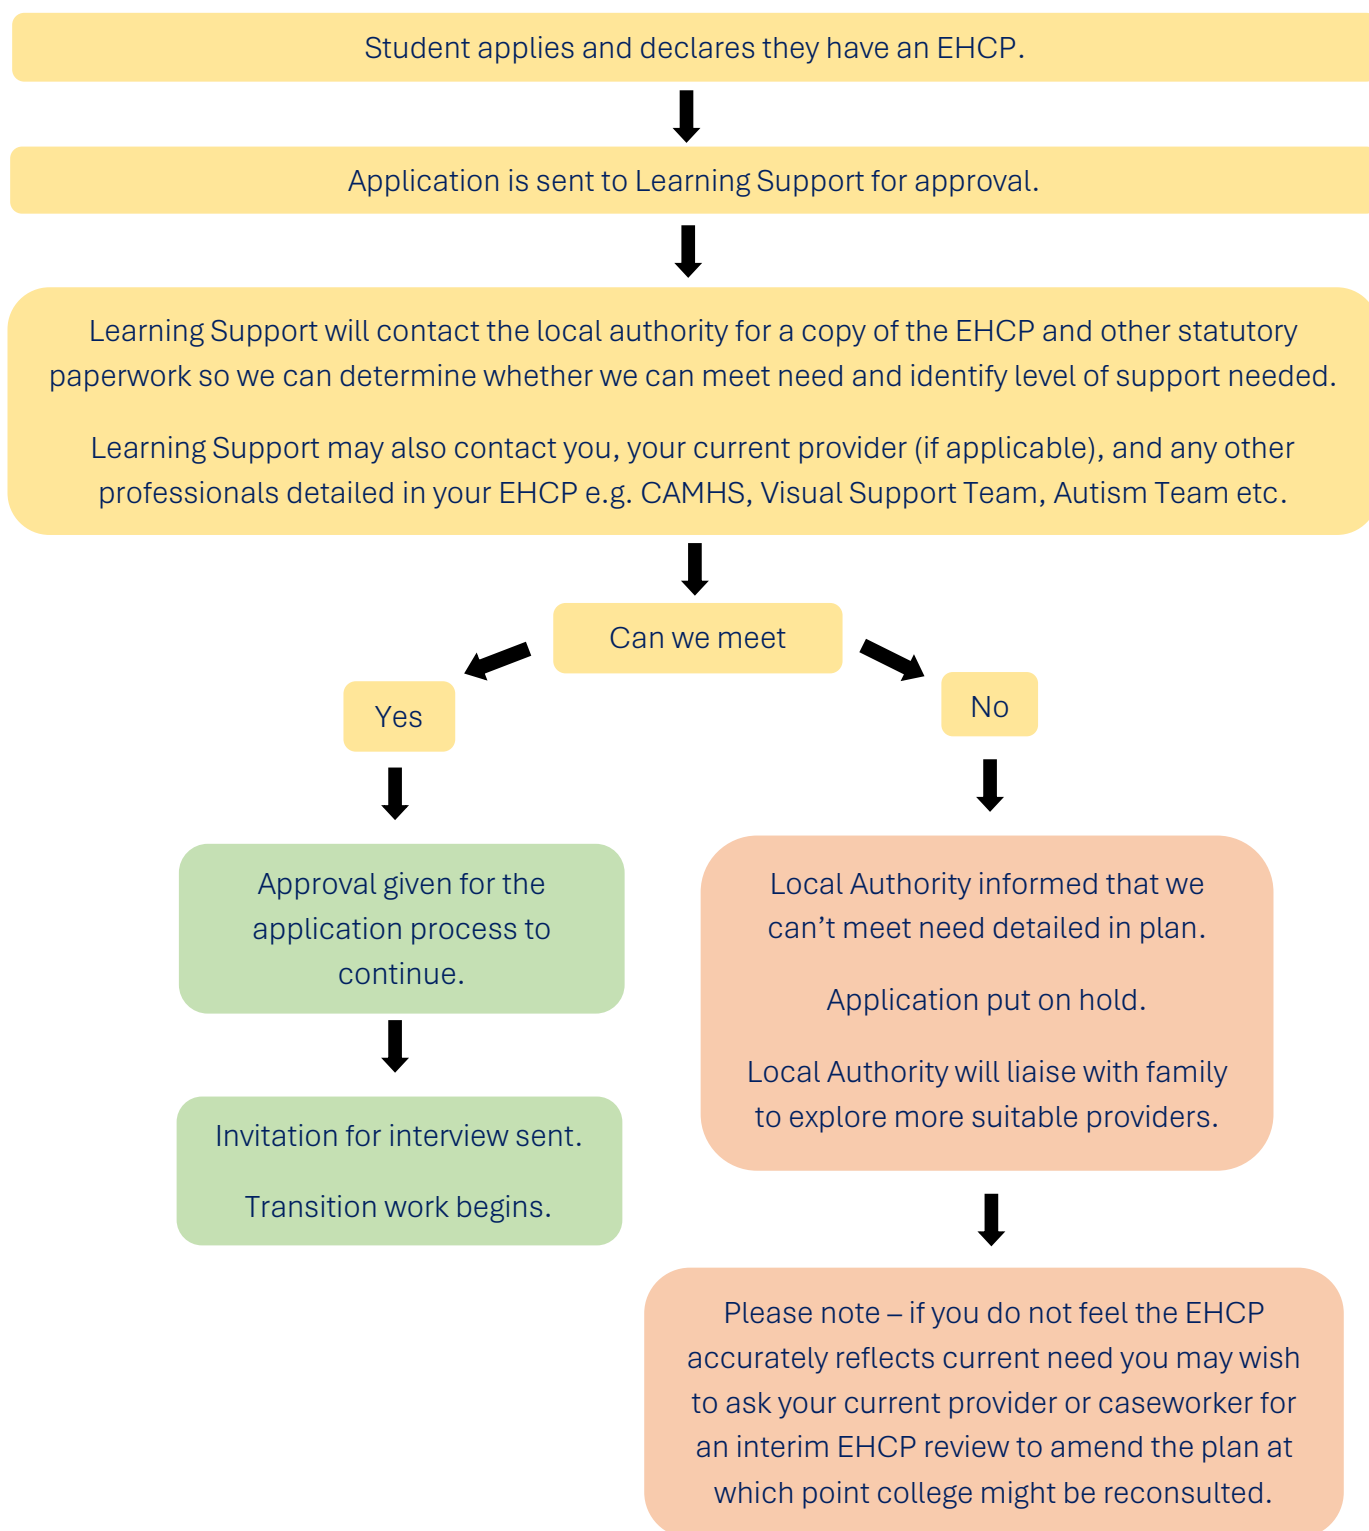 Student applies and declares they have an EHCP.
Application is sent to Learning Support for approval.
Learning Support will contact the local authority for a copy of the EHCP and other statutory
paperwork so we can determine whether we can meet need and identify level of support needed.
Learning Support may also contact you, your current provider (if applicable), and any other
professionals detailed in your EHCP e.g. CAMHS, Visual Support Team, Autism Team etc.
Can we meet
Yes
No
Approval given for the
application process to
continue.
Invitation for interview sent.
Transition work begins.
Local Authority informed that we
can’t meet need detailed in plan.
Application put on hold.
Local Authority will liaise with family
to explore more suitable providers.
Please note – if you do not feel the EHCP
accurately reflects current need you may wish
to ask your current provider or caseworker for
an interim EHCP review to amend the plan at
which point college might be reconsulted.